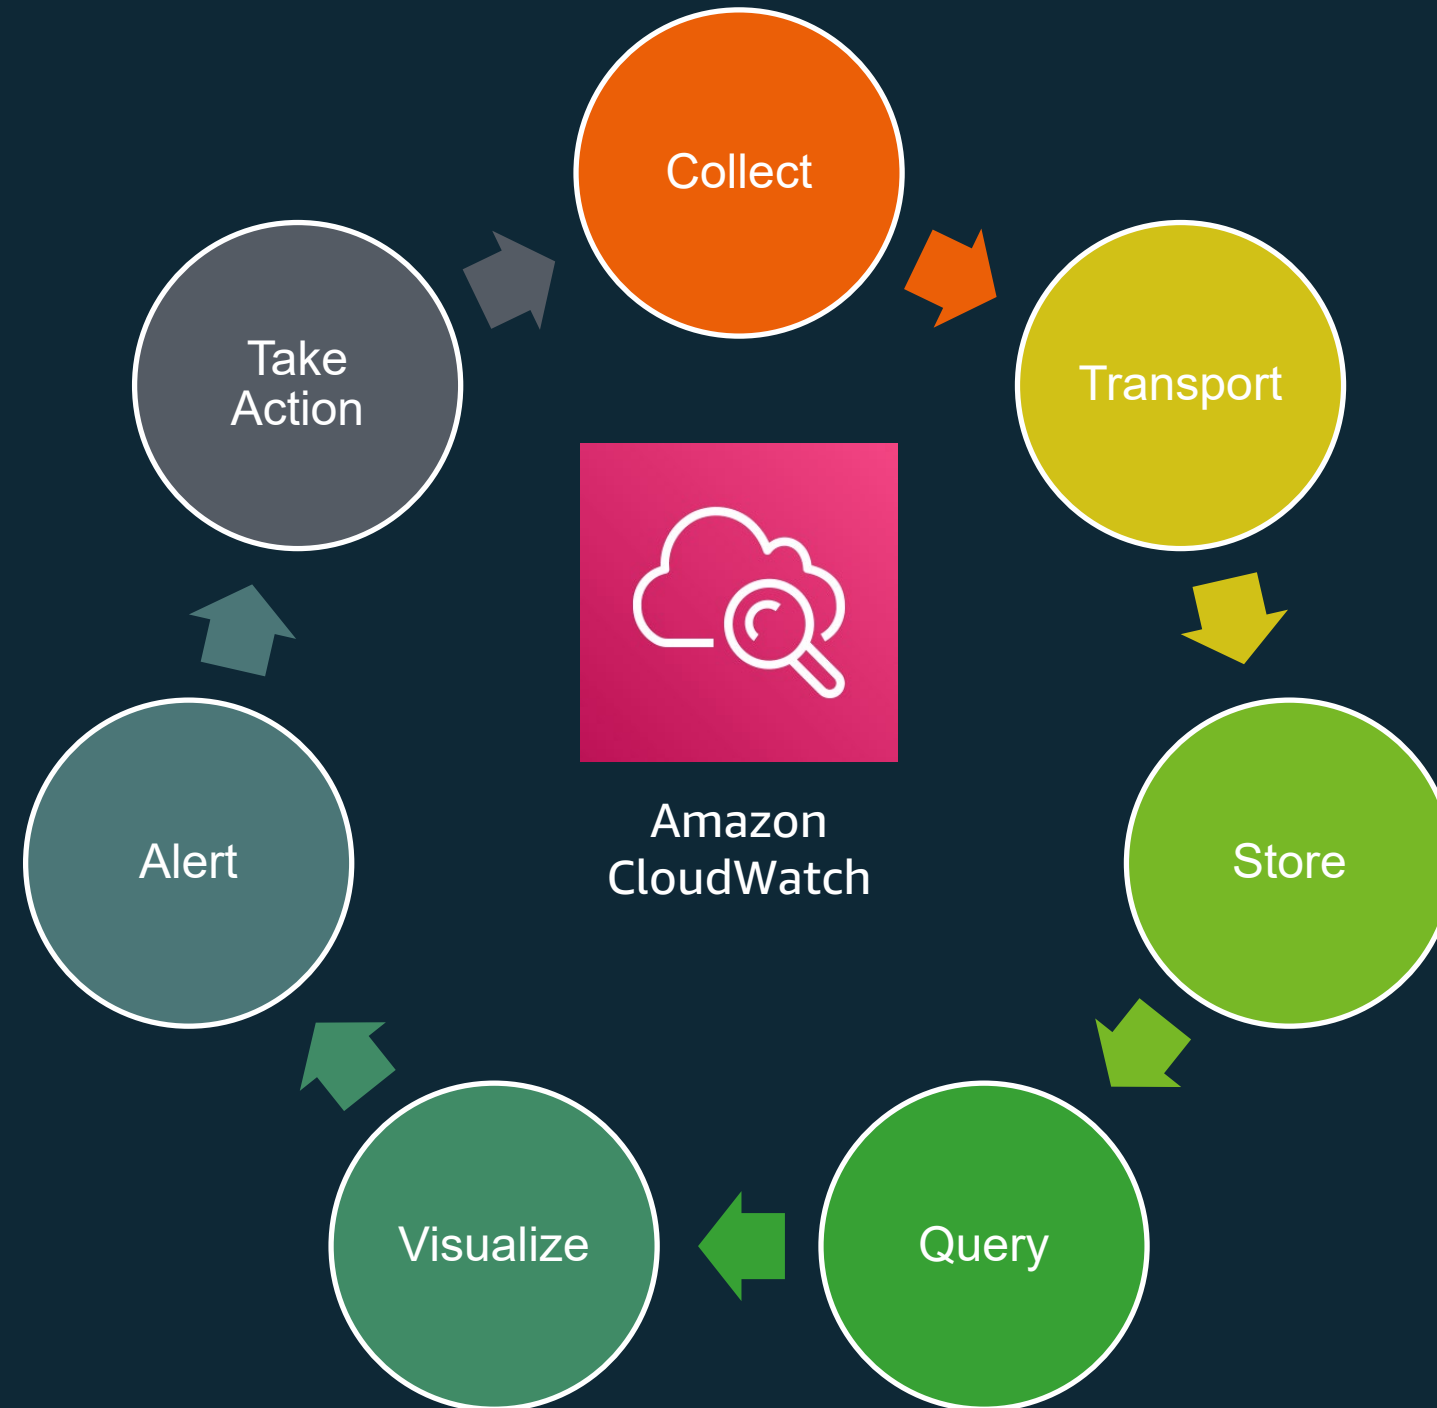 Collect
Transport
Store
Query
Visualize
Alert
Take
Action
Amazon
CloudWatch